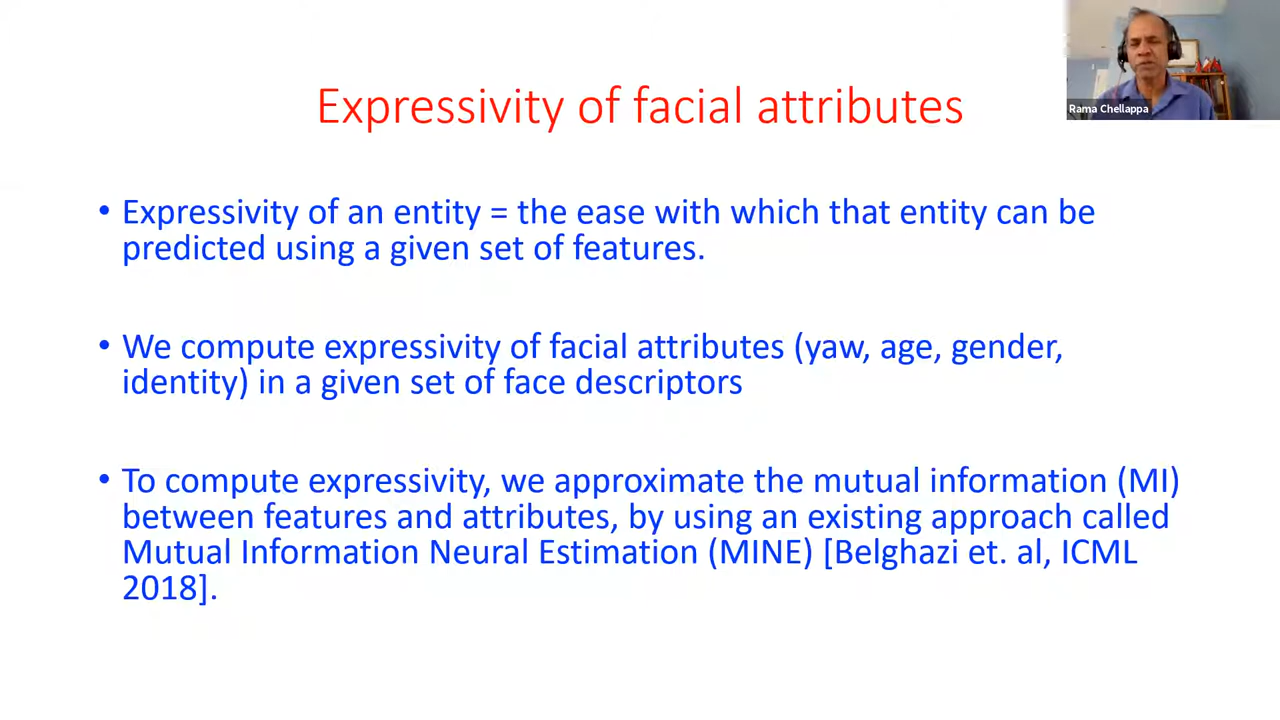 Expressivity of facial attributes
Rama Chellappa
• Expressivity of an entity = the ease with which that entity can be
predicted using a given set of features.
• We compute expressivity of facial attributes (yaw, age, gender,
identity) in a given set of face descriptors
• To compute expressivity, we approximate the mutual information (MI)
between features and attributes, by using an existing approach called
Mutual Information Neural Estimation (MINE) [Belghazi et. al, ICML
2018].